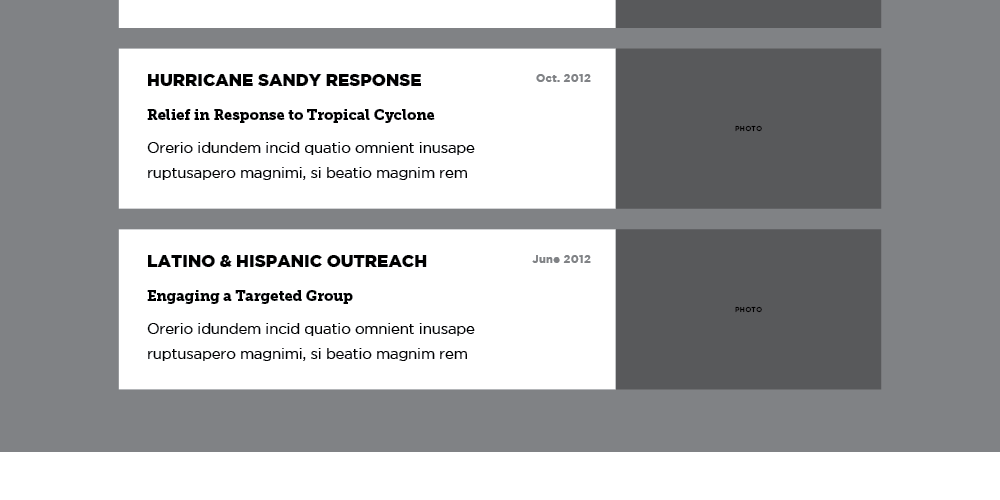 HURRICANE SANDY RESPONSE
Oct. 2012
Relief in Response to Tropical Cyclone
Orerio idundem incid quatio omnient inusape
ruptusapero magnimi, si beatio magnim rem
PHOTO
LATINO & HISPANIC OUTREACH
June 2012
Engaging a Targeted Group
Orerio idundem incid quatio omnient inusape
ruptusapero magnimi, si beatio magnim rem
PHOTO